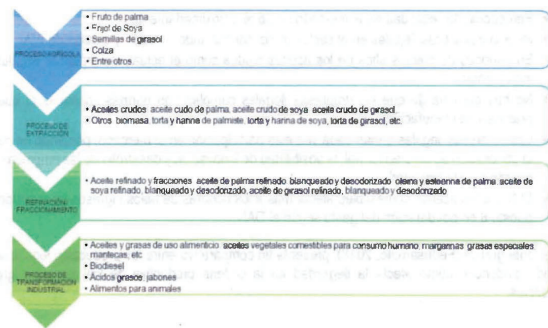 PROCESO AGRÍCOLA
• Fruto de palma
• Frijol de Soya
• Semillas de girasol
• Colza
• Entre otros.
PROCESO DE
EXTRACCIÓN
• Aceites crudos aceite cudo de palma, aceite crudo de soya aceite crudo de girasol.
• Otros biomasa torta y harina de palmiste, torta y harina de soya, torta de girasol, etc.
REFINACIÓN/
FRACCIONAMIENTO
• Aceite refinado y fracciones aceite de palma refinado blanqueado y desodorizado oleina y estearina de palma, aceite de
soya refinado, blanqueado y desodorizado, aceite de girasol refinado, blanqueado y desodorizado
PROCESO DE
TRANSFORMACIÓN
INDUSTRIAL
• Aceites y grasas de uso alimenticio aceites vegetales comestibles para consumo humano, margarinas grasas especiales
mantecas, etc
• Biodiesel
• Ácidos grasos, jabones
• Alimentos para animales